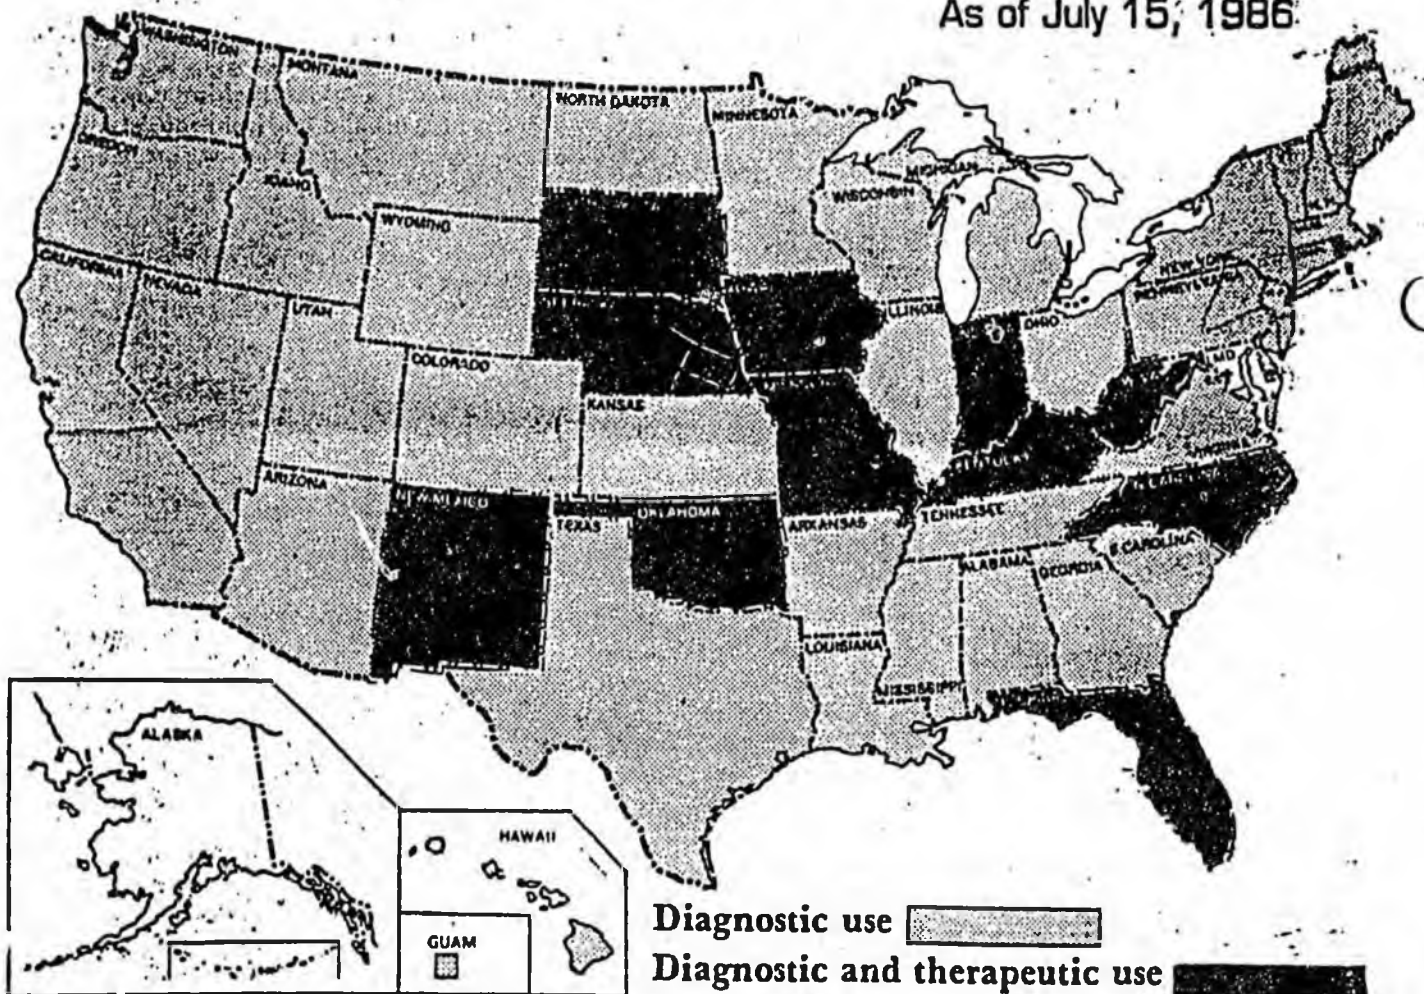 As of July 15, 1986
WASHINGTON
MONTANA
NORTH DAKOTA
MINNESOTA
OREGON
IDAHO
WYOMING
WISCONSIN
MICHIGAN
CALIFORNIA
NEVADA
UTAH
COLORADO
KANSAS
ILLINOIS
OHIO
NEW YORK
PENNSYLVANIA
MD
VIRGINIA
ARIZONA
NEW MEXICO
TEXAS
OKLAHOMA
ARKANSAS
TENNESSEE
S CAROLINA
ALABAMA
GEORGIA
LOUISIANA
MISSISSIPPI
ALASKA
HAWAII
GUAM
Diagnostic use
Diagnostic and therapeutic use